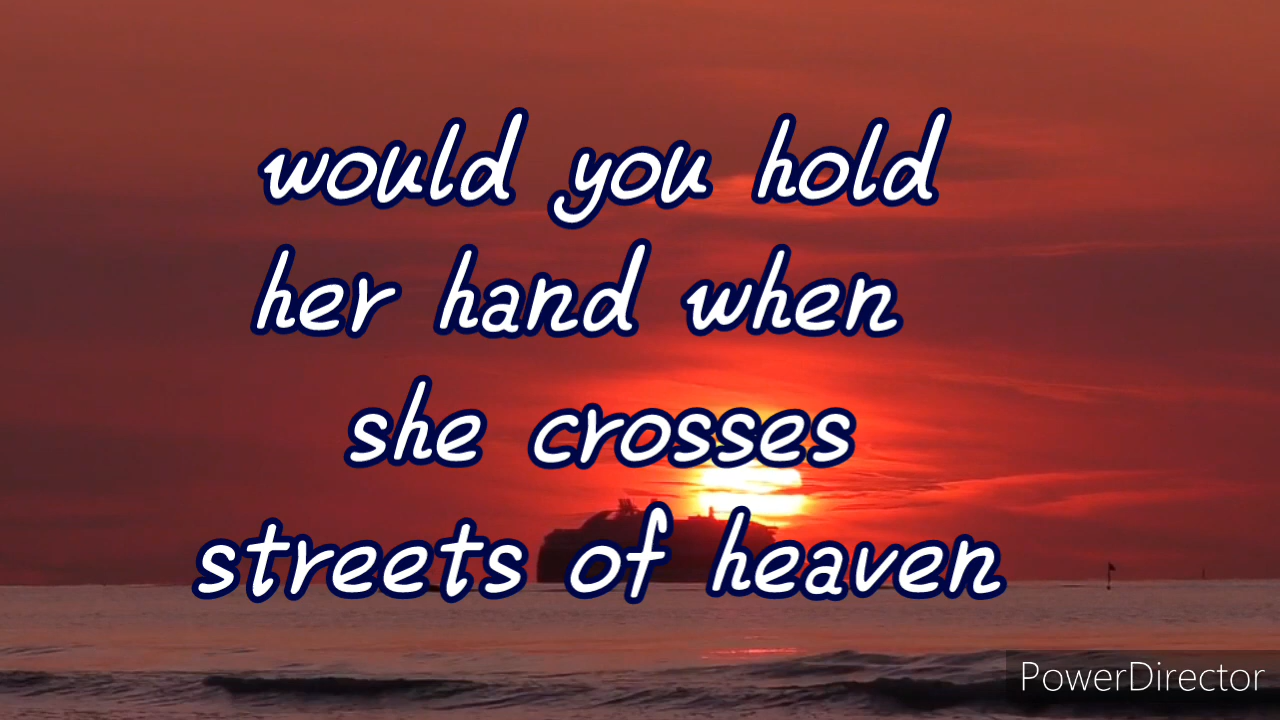 would you hold
her hand when
she crosses
streets of heaven
PowerDirector